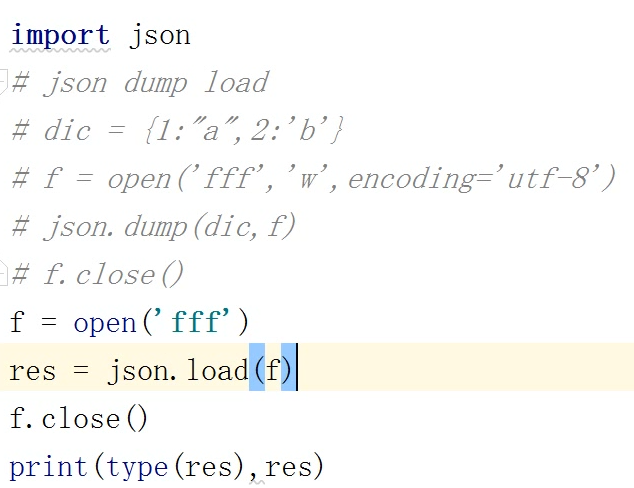 import json
# json dump load
# dic = {1:"a",2:'b'}
# f = open('fff','w',encoding='utf-8')
# json.dump(dic,f)
# f.close()
f = open('fff')
res = json.load(f)
f.close()
print(type(res),res)